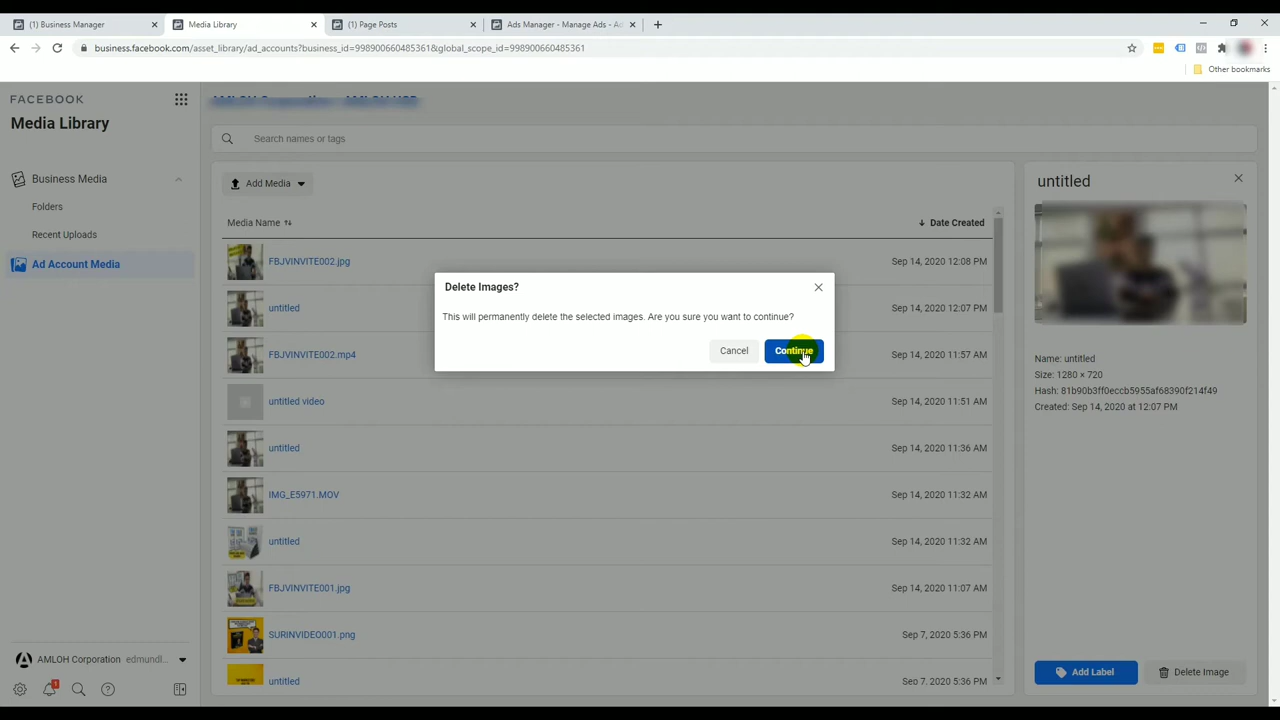 (1) Business Manager
Media Library
(1) Page Posts
Ads Manager - Manage Ads - Ad
business.facebook.com/asset_library/ad_accounts?business_id=998900660485361&global_scope_id=998900660485361
Other bookmarks
FACEBOOK
Media Library
Business Media
Folders
Recent Uploads
Ad Account Media
AMLOH Corporation edmundl...
Search names or tags
Add Media
Media Name
Date Created
FBJVINVITE002.jpg Sep 14, 2020 12:08 PM
untitled Sep 14, 2020 12:07 PM
FBJVINVITE002.mp4 Sep 14, 2020 11:57 AM
untitled video Sep 14, 2020 11:51 AM
untitled Sep 14, 2020 11:36 AM
IMG_E5971.MOV Sep 14, 2020 11:32 AM
untitled Sep 14, 2020 11:32 AM
FBJVINVITE001.jpg Sep 14, 2020 11:07 AM
SURINVIDEO001.png Sep 7, 2020 5:36 PM
untitled Sep 7, 2020 5:36 PM
Delete Images?
This will permanently delete the selected images. Are you sure you want to continue?
Cancel
Continue
untitled
Name: untitled
Size: 1280 × 720
Hash: 81b90b3ff0eccb5955af68390f214f49
Created: Sep 14, 2020 at 12:07 PM
Add Label
Delete Image